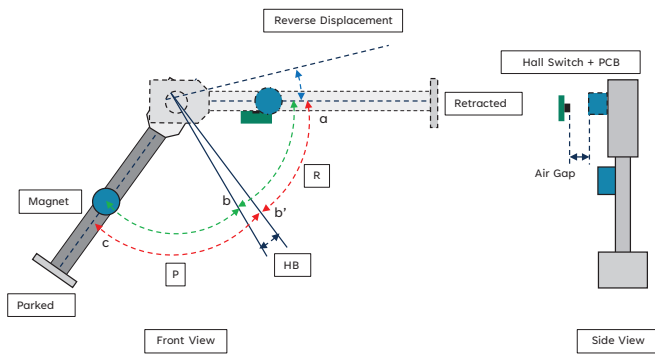 Reverse Displacement
Hall Switch + PCB
Retracted
a
Air Gap
R
Magnet
b
b'
c
HB
P
Parked
Front View
Side View